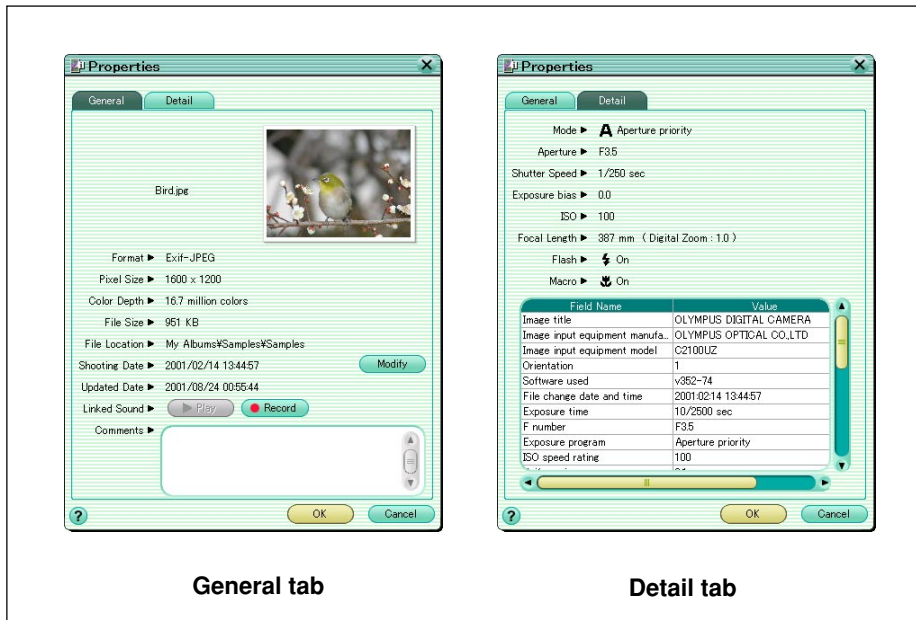 Properties
General Detail
Bird.jpg
Format ▶ Exif-JPEG
Pixel Size ▶ 1600 x 1200
Color Depth ▶ 16.7 million colors
File Size ▶ 951 KB
File Location ▶ My Albums¥Samples¥Samples
Shooting Date ▶ 2001/02/14 13:44:57 Modify
Updated Date ▶ 2001/08/24 00:55:44
Linked Sound ▶ Play Record
Comments ▶
? OK Cancel
General tab
Properties
General Detail
Mode ▶ A Aperture priority
Aperture ▶ F3.5
Shutter Speed ▶ 1/250 sec
Exposure bias ▶ 0.0
ISO ▶ 100
Focal Length ▶ 387 mm ( Digital Zoom : 1.0 )
Flash ▶ On
Macro ▶ On
Field Name Value
Image title OLYMPUS DIGITAL CAMERA
Image input equipment manufa... OLYMPUS OPTICAL CO.,LTD
Image input equipment model C2100UZ
Orientation 1
Software used v352-74
File change date and time 2001:02:14 13:44:57
Exposure time 10/2500 sec
F number F3.5
Exposure program Aperture priority
ISO speed rating 100
? OK Cancel
Detail tab